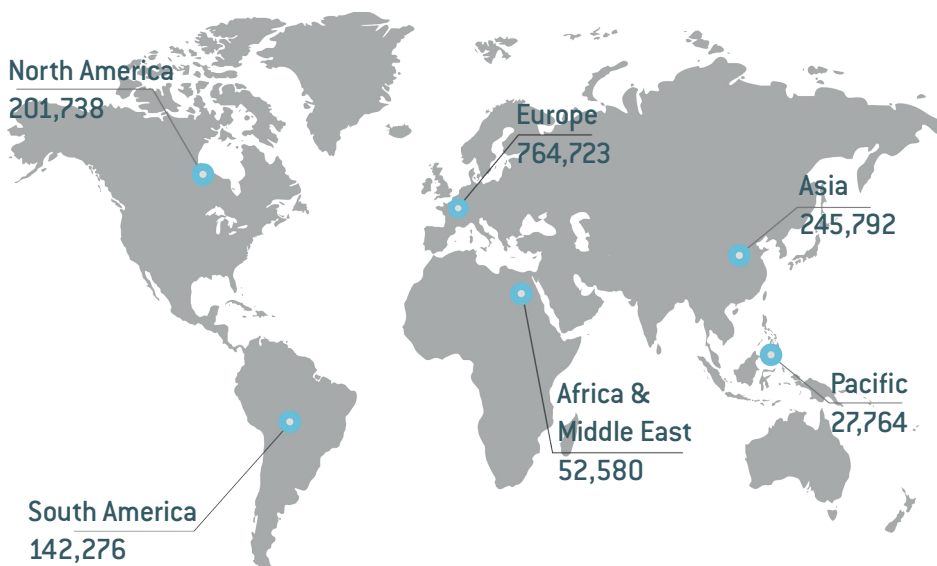 North America
201,738
Europe
764,723
Asia
245,792
Africa &
Middle East
52,580
Pacific
27,764
South America
142,276